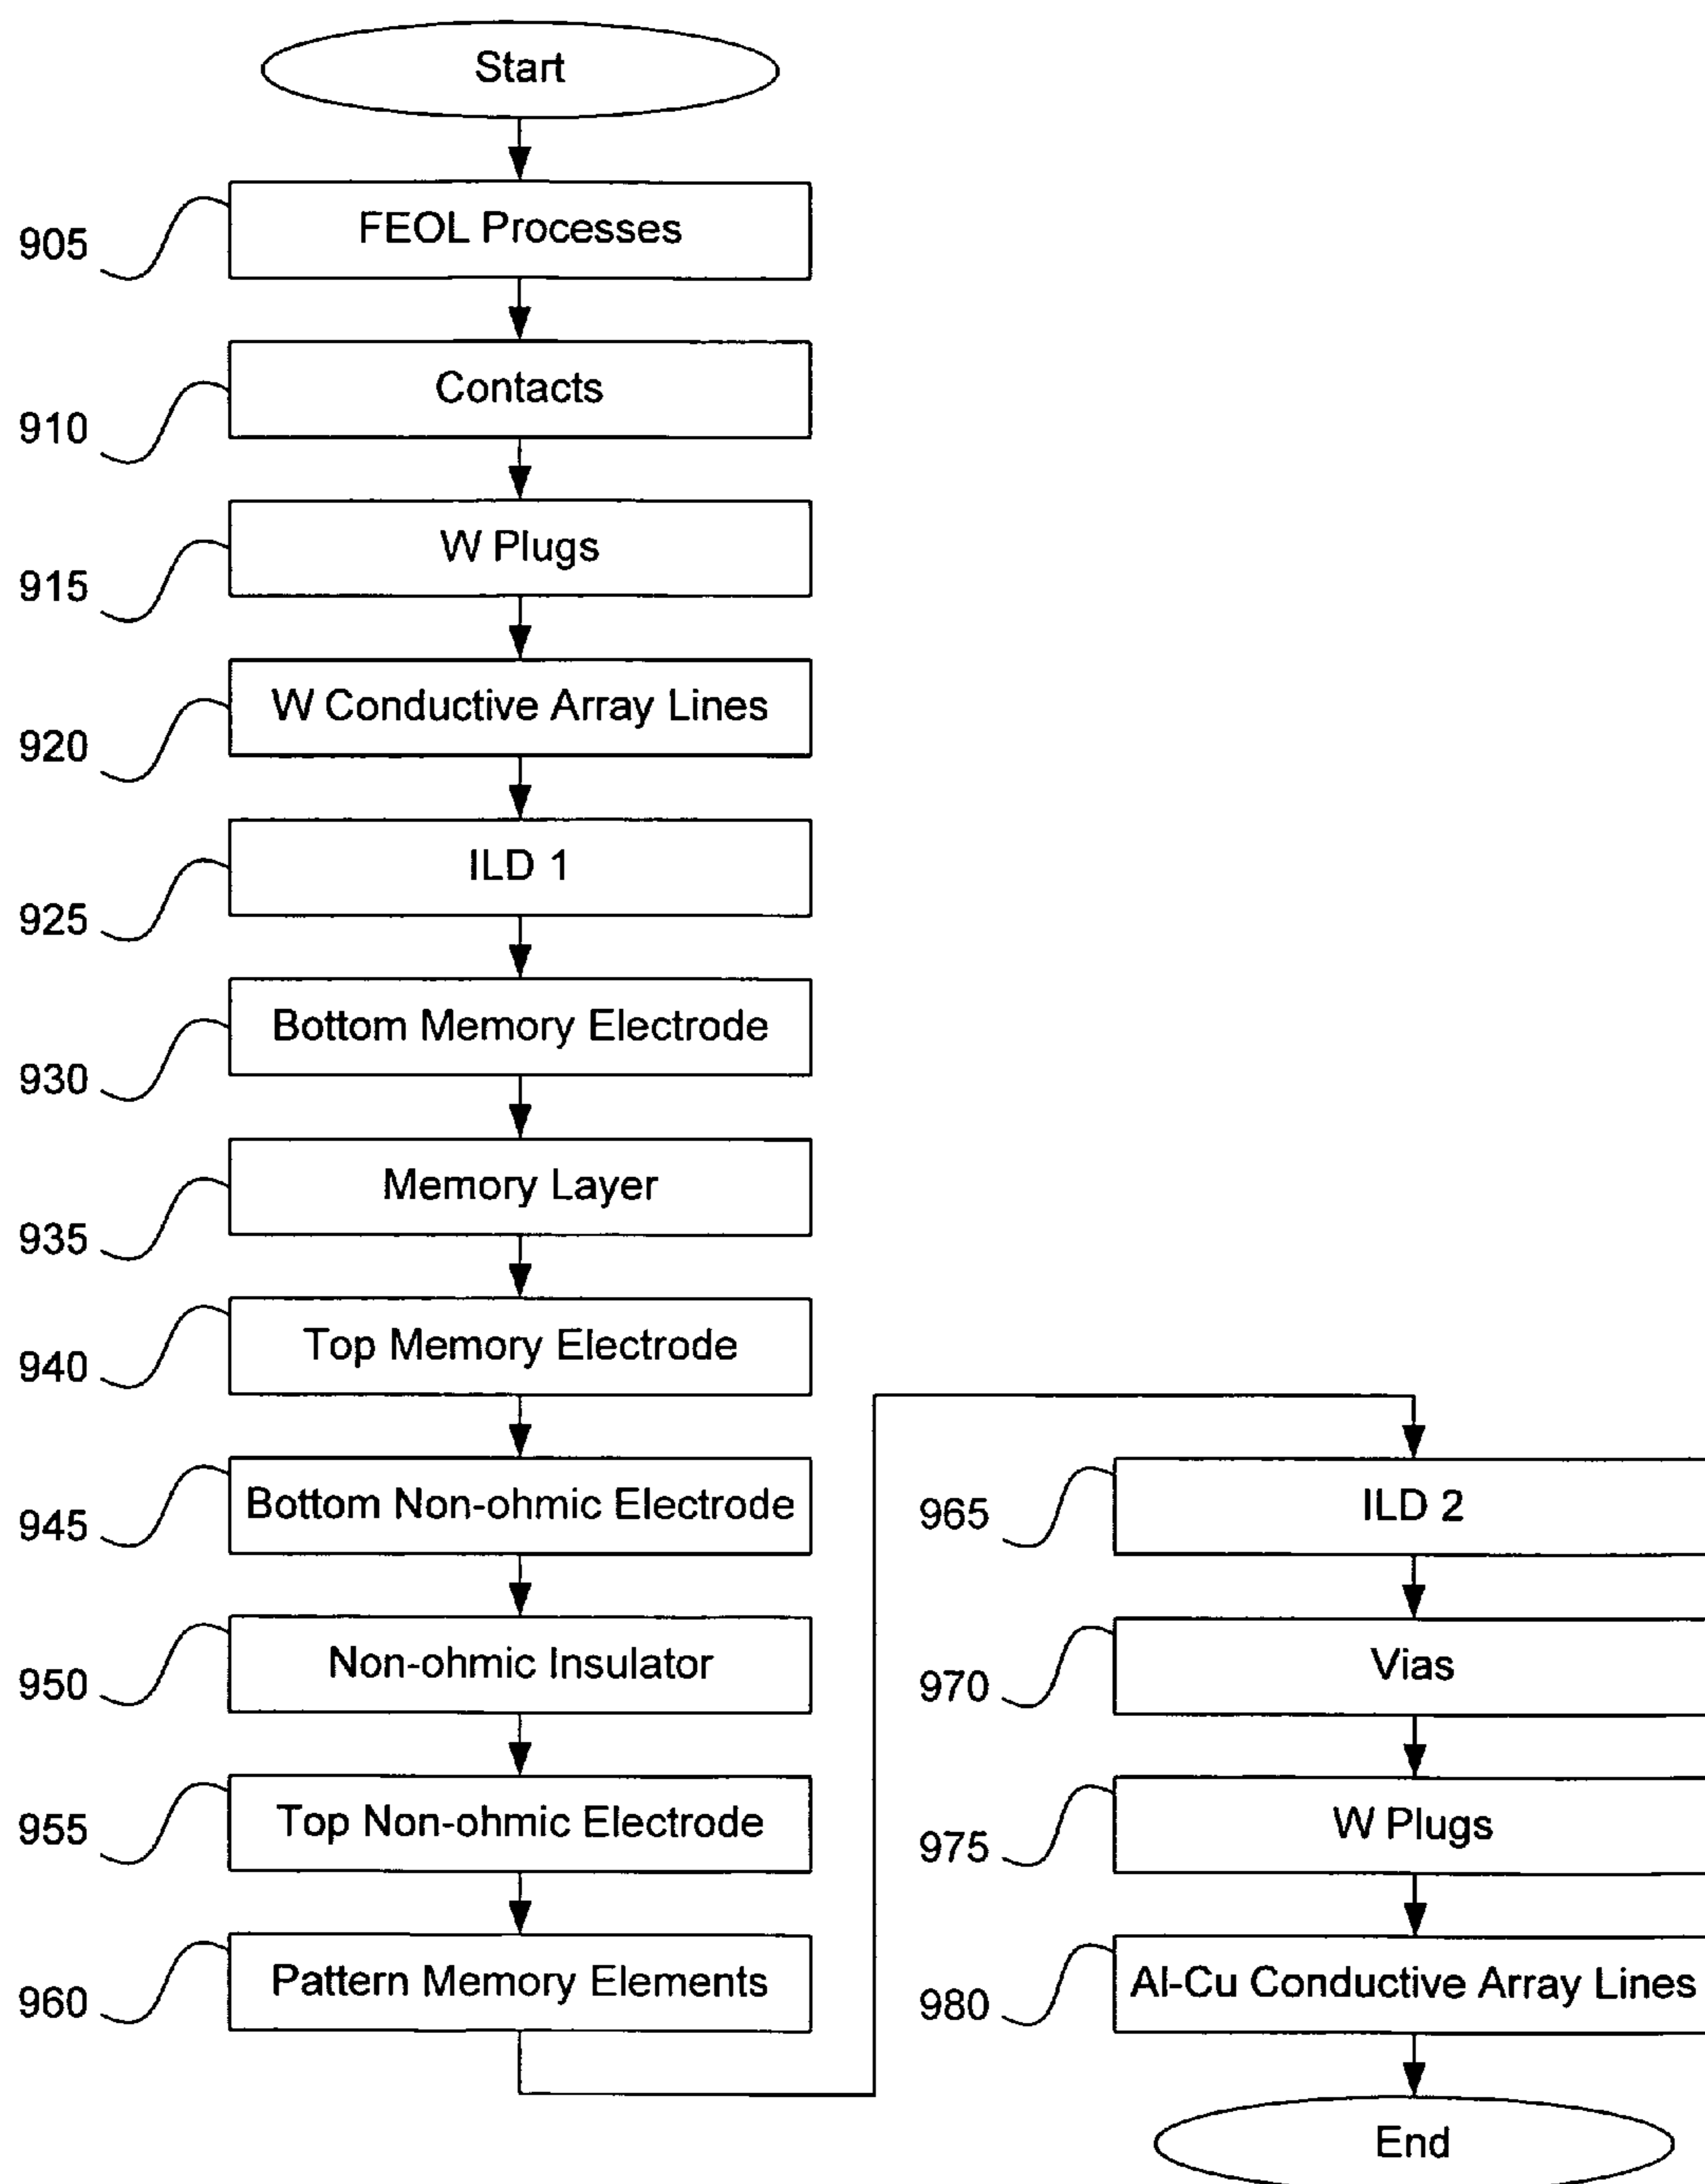 Start
905
FEOL Processes
910
Contacts
915
W Plugs
920
W Conductive Array Lines
925
ILD 1
930
Bottom Memory Electrode
935
Memory Layer
940
Top Memory Electrode
945
Bottom Non-ohmic Electrode
950
Non-ohmic Insulator
955
Top Non-ohmic Electrode
960
Pattern Memory Elements
965
ILD 2
970
Vias
975
W Plugs
980
Al-Cu Conductive Array Lines
End